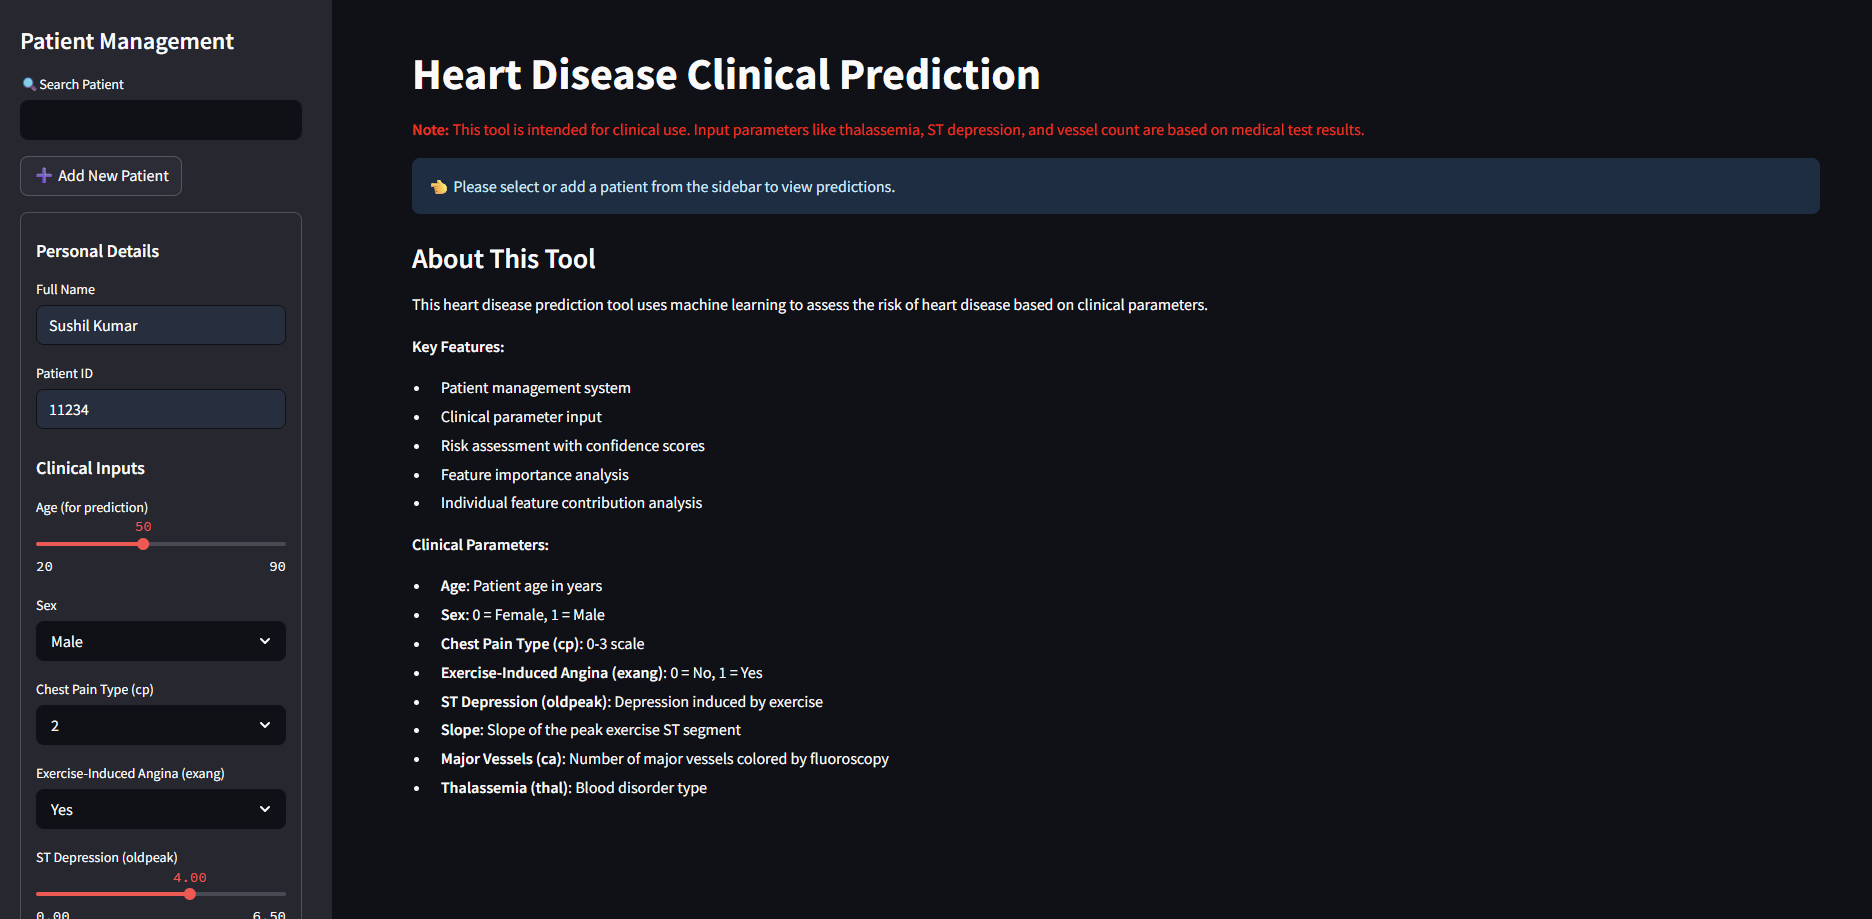 Patient Management
🔍 Search Patient
➕ Add New Patient
Personal Details
Full Name
Sushil Kumar
Patient ID
11234
Clinical Inputs
Age (for prediction)
50
20 90
Sex
Male
Chest Pain Type (cp)
2
Exercise-Induced Angina (exang)
Yes
ST Depression (oldpeak)
4.00
0.00 6.50
Heart Disease Clinical Prediction
Note: This tool is intended for clinical use. Input parameters like thalassemia, ST depression, and vessel count are based on medical test results.
👈 Please select or add a patient from the sidebar to view predictions.
About This Tool
This heart disease prediction tool uses machine learning to assess the risk of heart disease based on clinical parameters.
Key Features:
• Patient management system
• Clinical parameter input
• Risk assessment with confidence scores
• Feature importance analysis
• Individual feature contribution analysis
Clinical Parameters:
• Age: Patient age in years
• Sex: 0 = Female, 1 = Male
• Chest Pain Type (cp): 0-3 scale
• Exercise-Induced Angina (exang): 0 = No, 1 = Yes
• ST Depression (oldpeak): Depression induced by exercise
• Slope: Slope of the peak exercise ST segment
• Major Vessels (ca): Number of major vessels colored by fluoroscopy
• Thalassemia (thal): Blood disorder type